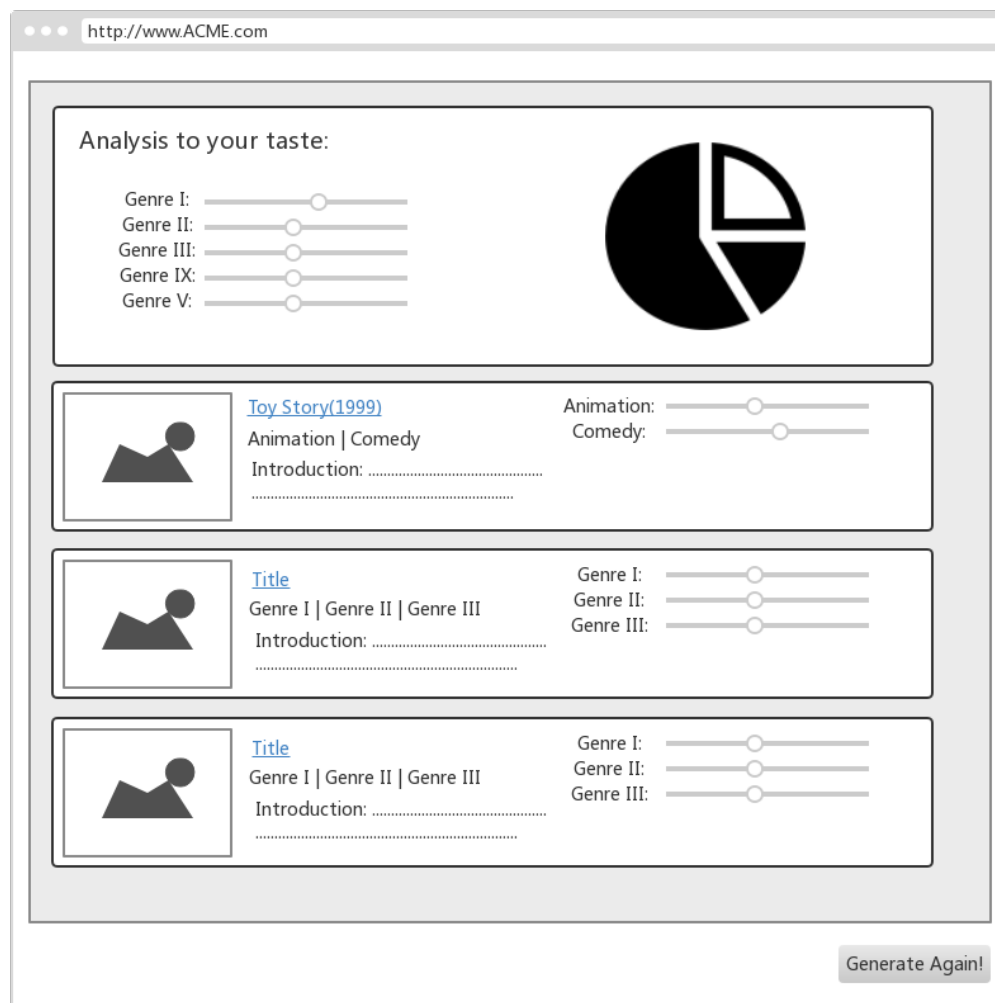 http://www.ACME.com
Analysis to your taste:
Genre I:
Genre II:
Genre III:
Genre IX:
Genre V:
Toy Story(1999)
Animation | Comedy
Introduction: ................................................
........................................................................
Animation:
Comedy:
Title
Genre I | Genre II | Genre III
Introduction: ................................................
........................................................................
Genre I:
Genre II:
Genre III:
Title
Genre I | Genre II | Genre III
Introduction: ................................................
........................................................................
Genre I:
Genre II:
Genre III:
Generate Again!